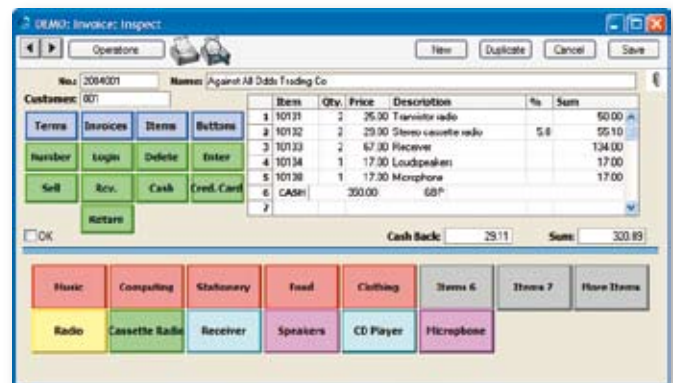 DEMO: Invoice: Inspect
Operations New Duplicate Cancel Save
No.: 2004001 Name: Against All Odds Trading Co
Customer: 001
Item Qty. Price Description % Sum
1 10131 2 25.00 Transistor radio 50.00
2 10132 2 29.00 Stereo cassette radio 5.0 55.10
3 10133 2 67.00 Receiver 134.00
4 10134 1 17.00 Loudspeakers 17.00
5 10138 1 17.00 Microphone 17.00
6 CASH 350.00 GBP
7
Terms Invoices Items Buttons
Number Login Delete Enter
Sell Rcv. Cash Cred. Card
Return
OK Cash Back: 29.11 Sum: 320.89
Music Computing Stationery Food Clothing Items 6 Items 7 More Items
Radio Cassette Radio Receiver Speakers CD Player Microphone